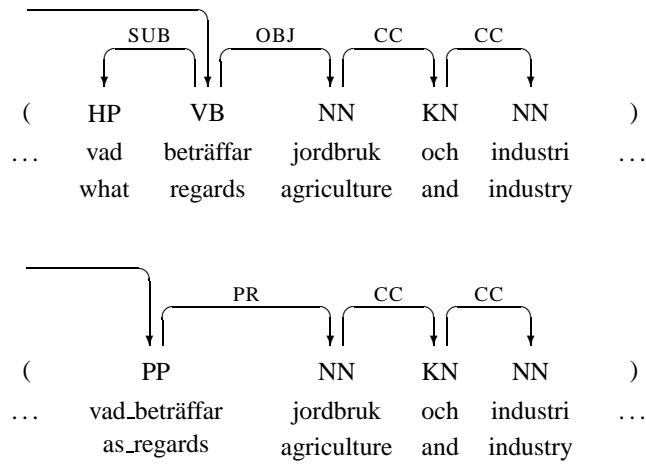 SUB OBJ CC CC
( HP VB NN KN NN )
... vad beträffar jordbruk och industri ...
what regards agriculture and industry
PR CC CC
( PP NN KN NN )
... vad_beträffar jordbruk och industri ...
as_regards agriculture and industry